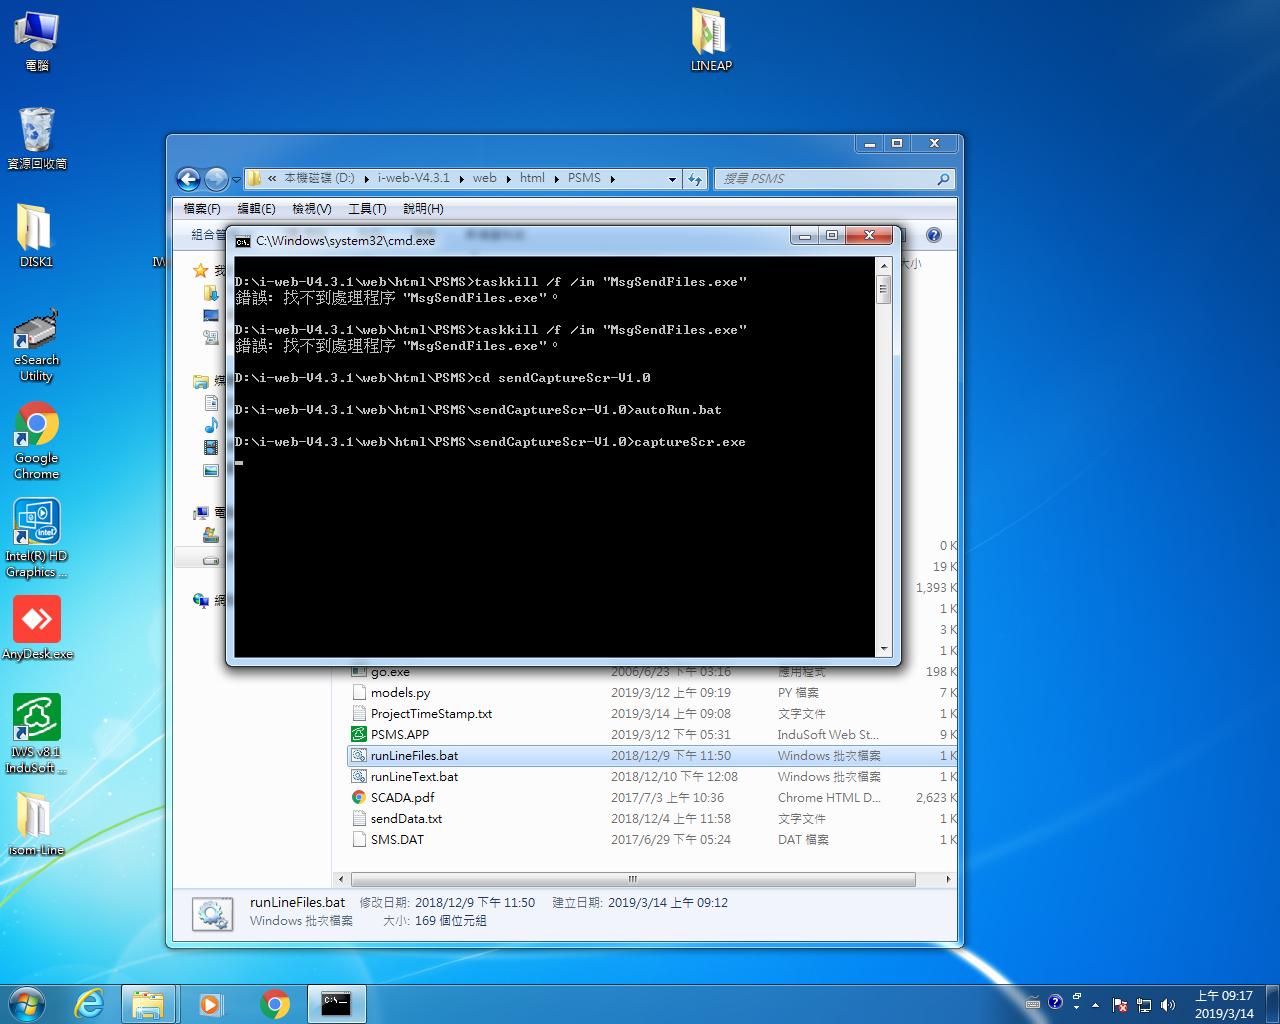 電腦
LINEAP
資源回收筒
DISK1
IW
eSearch
Utility
Google
Chrome
Intel(R) HD
Graphics ...
AnyDesk.exe
IWS v8.1
InduSoft ...
isom-Line
« 本機磁碟 (D:) ▸ i-web-V4.3.1 ▸ web ▸ html ▸ PSMS ▸
搜尋 PSMS
檔案(F) 編輯(E) 檢視(V) 工具(T) 說明(H)
組合管
大小
C:\Windows\system32\cmd.exe
D:\i-web-V4.3.1\web\html\PSMS>taskkill /f /im "MsgSendFiles.exe"
錯誤: 找不到處理程序 "MsgSendFiles.exe"。
D:\i-web-V4.3.1\web\html\PSMS>taskkill /f /im "MsgSendFiles.exe"
錯誤: 找不到處理程序 "MsgSendFiles.exe"。
D:\i-web-V4.3.1\web\html\PSMS>cd sendCaptureScr-V1.0
D:\i-web-V4.3.1\web\html\PSMS\sendCaptureScr-V1.0>autoRun.bat
D:\i-web-V4.3.1\web\html\PSMS\sendCaptureScr-V1.0>captureScr.exe
0 K
19 K
1,393 K
1 K
3 K
1 K
go.exe 2006/6/23 下午 03:16 應用程式 198 K
models.py 2019/3/12 上午 09:19 PY 檔案 7 K
ProjectTimeStamp.txt 2019/3/14 上午 09:08 文字文件 1 K
PSMS.APP 2019/3/12 下午 05:31 InduSoft Web St... 9 K
runLineFiles.bat 2018/12/9 下午 11:50 Windows 批次檔案 1 K
runLineText.bat 2018/12/10 下午 12:08 Windows 批次檔案 1 K
SCADA.pdf 2017/7/3 上午 10:36 Chrome HTML D... 2,623 K
sendData.txt 2018/12/4 上午 11:58 文字文件 1 K
SMS.DAT 2017/6/29 下午 05:24 DAT 檔案 1 K
runLineFiles.bat 修改日期: 2018/12/9 下午 11:50 建立日期: 2019/3/14 上午 09:12
Windows 批次檔案 大小: 169 個位元組
上午 09:17
2019/3/14